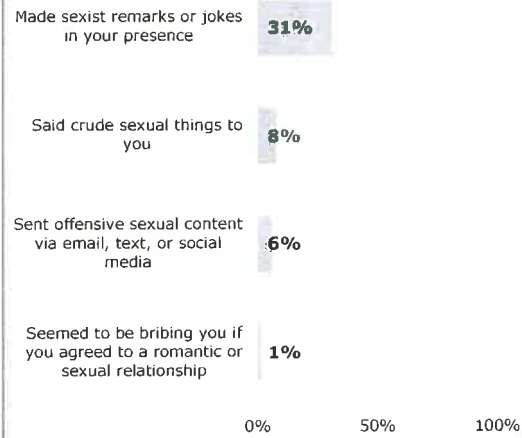 Made sexist remarks or jokes
in your presence
31%
Said crude sexual things to
you
8%
Sent offensive sexual content
via email, text, or social
media
6%
Seemed to be bribing you if
you agreed to a romantic or
sexual relationship
1%
0% 50% 100%